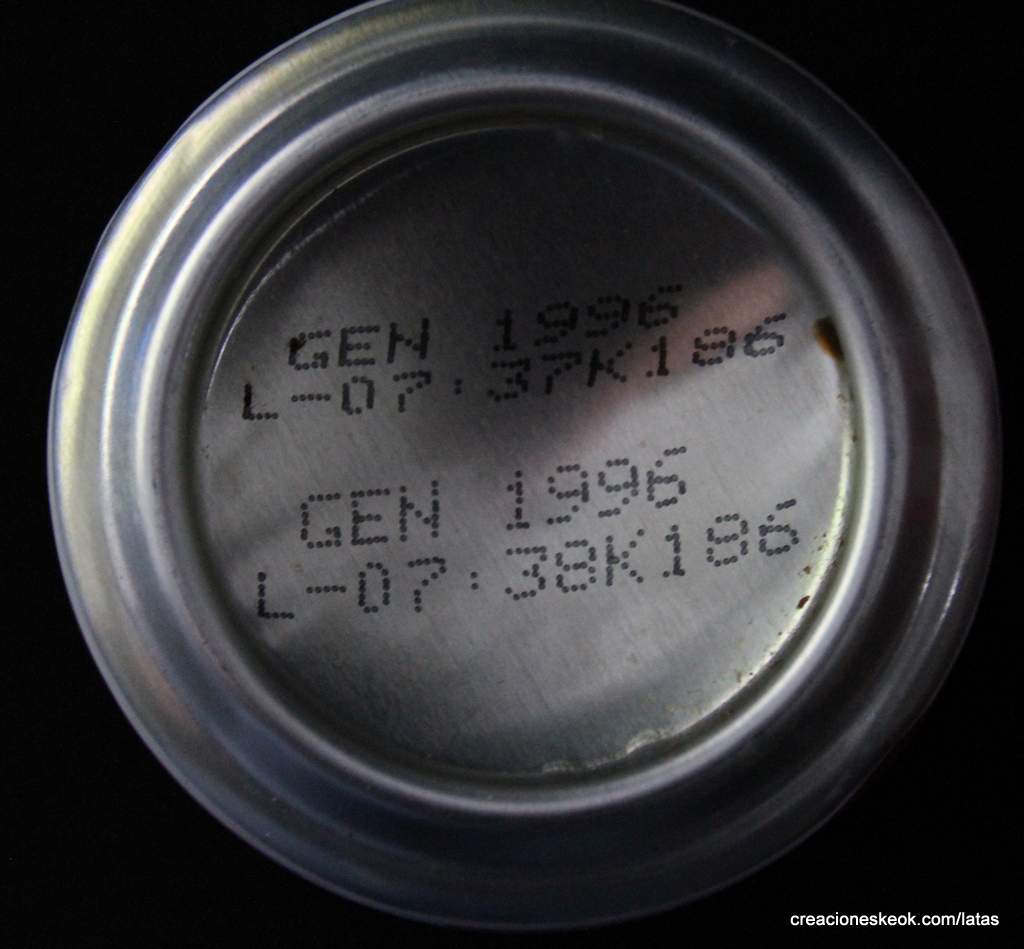 GEN 1996
L-07:37K186
GEN 1996
L-07:38K186
creacioneskeok.com/latas